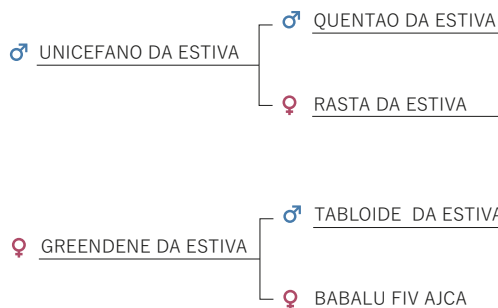 QUENTAO DA ESTIVA
UNICEFANO DA ESTIVA
RASTA DA ESTIVA
TABLOIDE DA ESTIVA
GREENDENE DA ESTIVA
BABALU FIV AJCA